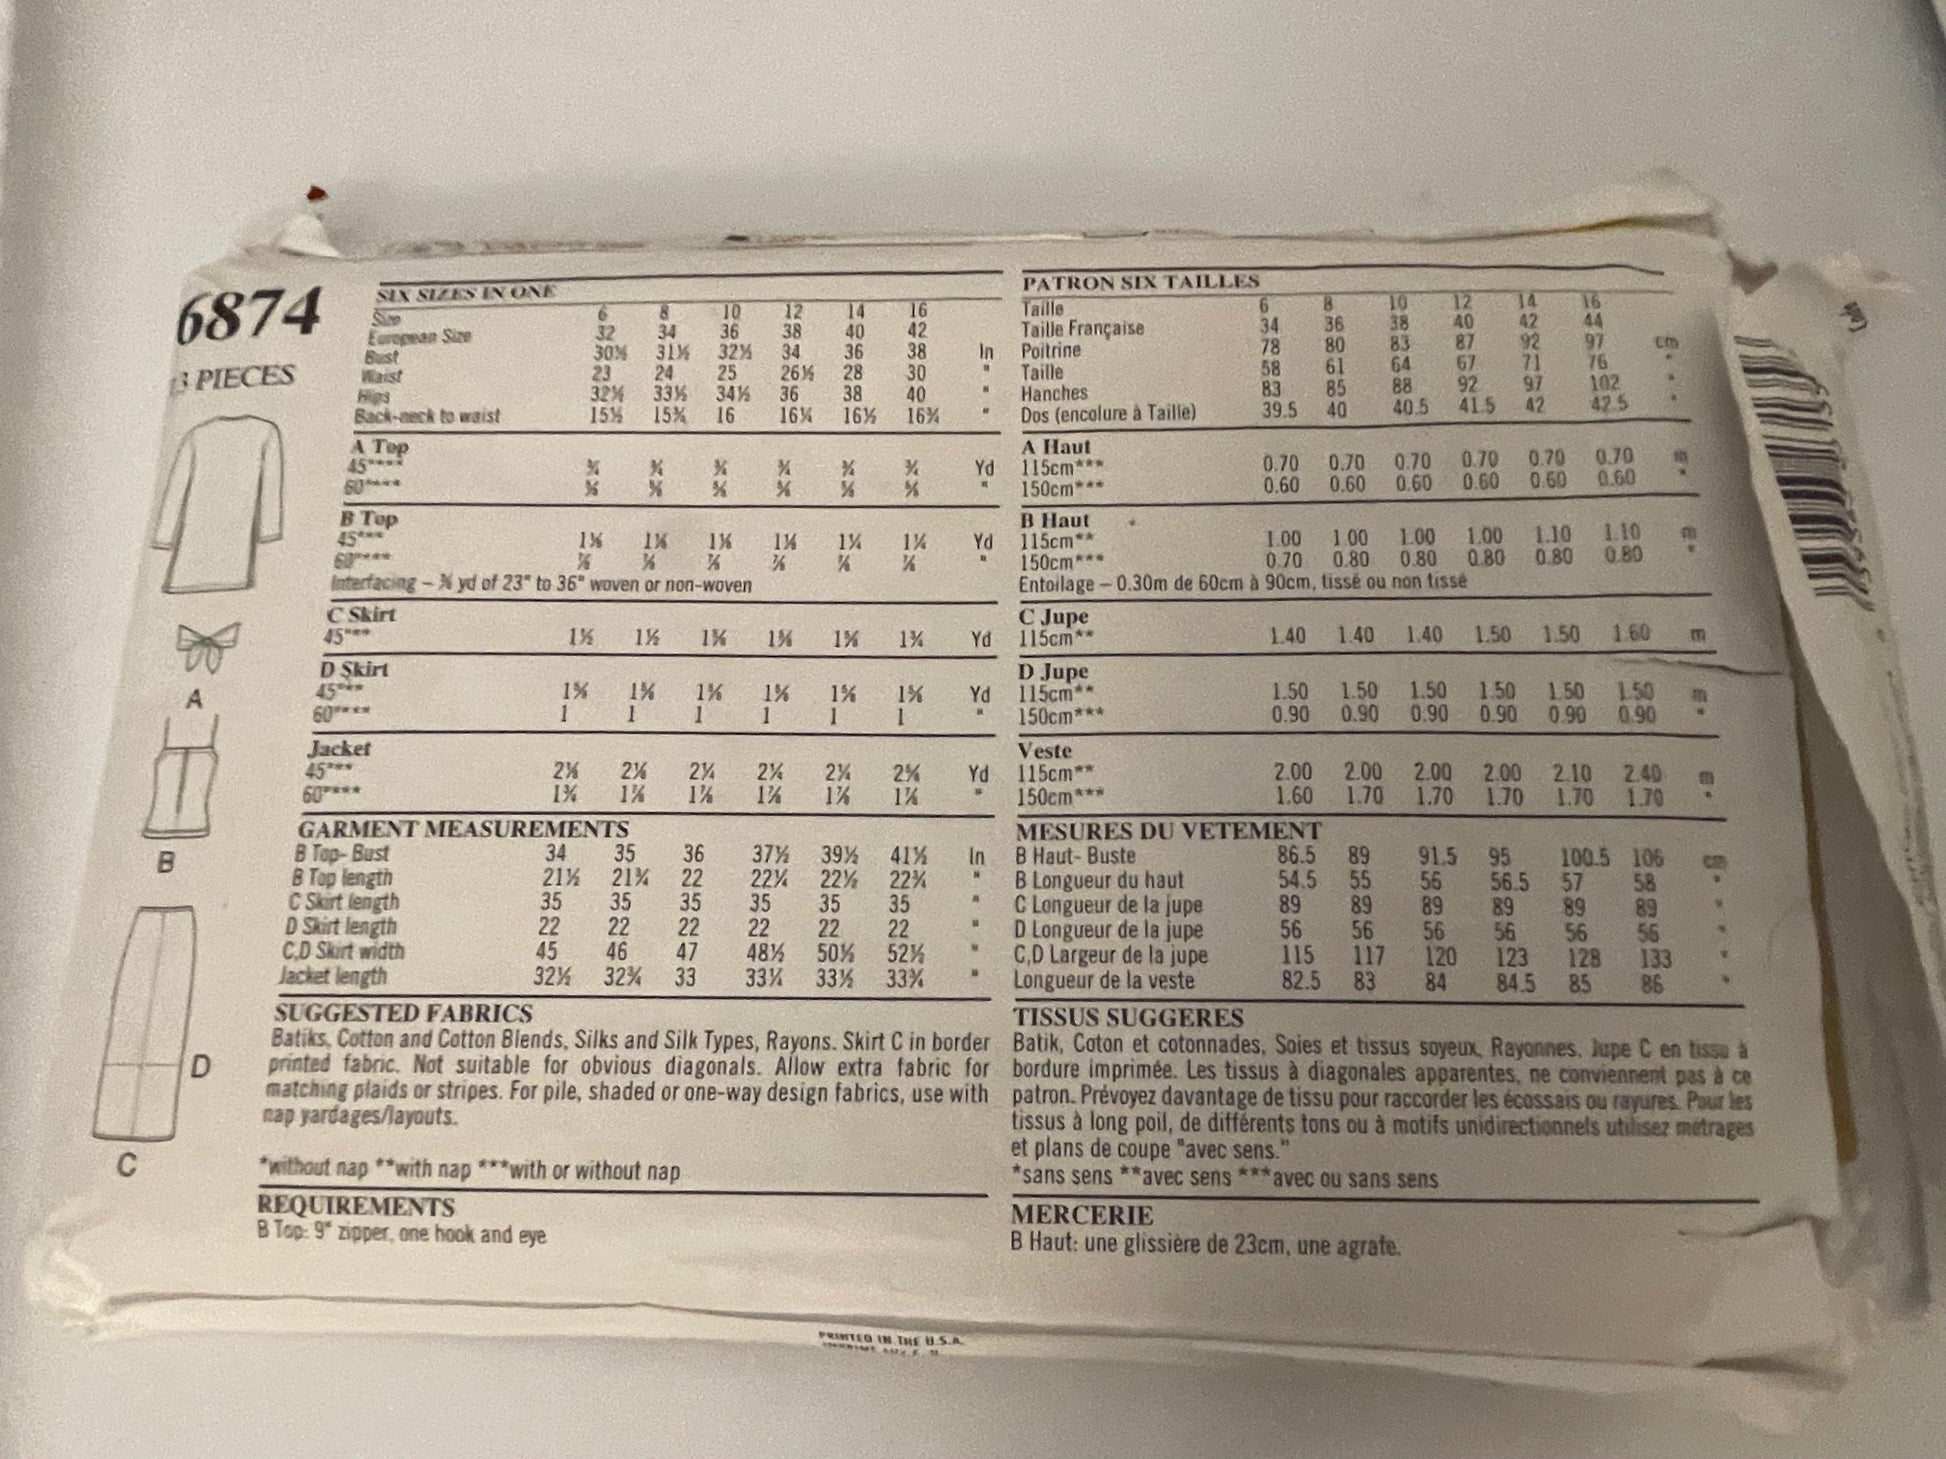 6874
3 PIECES
A
B
D
C
SIX SIZES IN ONE
Size 6 8 10 12 14 16
European Size 32 34 36 38 40 42
Bust 30½ 31½ 32½ 34 36 38 In
Waist 23 24 25 26½ 28 30 "
Hips 32½ 33½ 34½ 36 38 40 "
Back-neck to waist 15½ 15¾ 16 16¼ 16½ 16¾ "
A Top
45"*** Yd
60"*** "
B Top
45"** Yd
60"*** "
Interfacing – yd of 23" to 36" woven or non-woven
C Skirt
45"** Yd
D Skirt
45"** Yd
60"*** 1 1 1 1 1 1 "
Jacket
45"** Yd
60"*** "
GARMENT MEASUREMENTS
B Top- Bust 34 35 36 37½ 39½ 41½ In
B Top length 21½ 21¾ 22 22¼ 22½ 22¾ "
C Skirt length 35 35 35 35 35 35 "
D Skirt length 22 22 22 22 22 22 "
C,D Skirt width 45 46 47 48½ 50½ 52½ "
Jacket length 32½ 32¾ 33 33¼ 33½ 33¾ "
SUGGESTED FABRICS
Batiks, Cotton and Cotton Blends, Silks and Silk Types, Rayons. Skirt C in border
printed fabric. Not suitable for obvious diagonals. Allow extra fabric for
matching plaids or stripes. For pile, shaded or one-way design fabrics, use with
nap yardages/layouts.
*without nap **with nap ***with or without nap
REQUIREMENTS
B Top: 9" zipper, one hook and eye
PATRON SIX TAILLES
Taille 6 8 10 12 14 16
Taille Française 34 36 38 40 42 44
Poitrine 78 80 83 87 92 97 cm
Taille 58 61 64 67 71 76 "
Hanches 83 85 88 92 97 102 "
Dos (encolure à Taille) 39.5 40 40.5 41.5 42 42.5 "
A Haut
115cm*** 0.70 0.70 0.70 0.70 0.70 0.70 m
150cm*** 0.60 0.60 0.60 0.60 0.60 0.60 "
B Haut
115cm** 1.00 1.00 1.00 1.00 1.10 1.10 m
150cm*** 0.70 0.80 0.80 0.80 0.80 0.80 "
Entoilage – 0.30m de 60cm à 90cm, tissé ou non tissé
C Jupe
115cm** 1.40 1.40 1.40 1.50 1.50 1.60 m
D Jupe
115cm** 1.50 1.50 1.50 1.50 1.50 1.50 m
150cm*** 0.90 0.90 0.90 0.90 0.90 0.90 "
Veste
115cm** 2.00 2.00 2.00 2.00 2.10 2.40 m
150cm*** 1.60 1.70 1.70 1.70 1.70 1.70 "
MESURES DU VETEMENT
B Haut- Buste 86.5 89 91.5 95 100.5 106 cm
B Longueur du haut 54.5 55 56 56.5 57 58 "
C Longueur de la jupe 89 89 89 89 89 89 "
D Longueur de la jupe 56 56 56 56 56 56 "
C,D Largeur de la jupe 115 117 120 123 128 133 "
Longueur de la veste 82.5 83 84 84.5 85 86 "
TISSUS SUGGERES
Batik, Coton et cotonnades, Soies et tissus soyeux, Rayonnes. Jupe C en tissu à
bordure imprimée. Les tissus à diagonales apparentes, ne conviennent pas à ce
patron. Prévoyez davantage de tissu pour raccorder les écossais ou rayures. Pour les
tissus à long poil, de différents tons ou à motifs unidirectionnels utilisez métrages
et plans de coupe "avec sens."
*sans sens **avec sens ***avec ou sans sens
MERCERIE
B Haut: une glissière de 23cm, une agrafe.
PRINTED IN THE U.S.A.